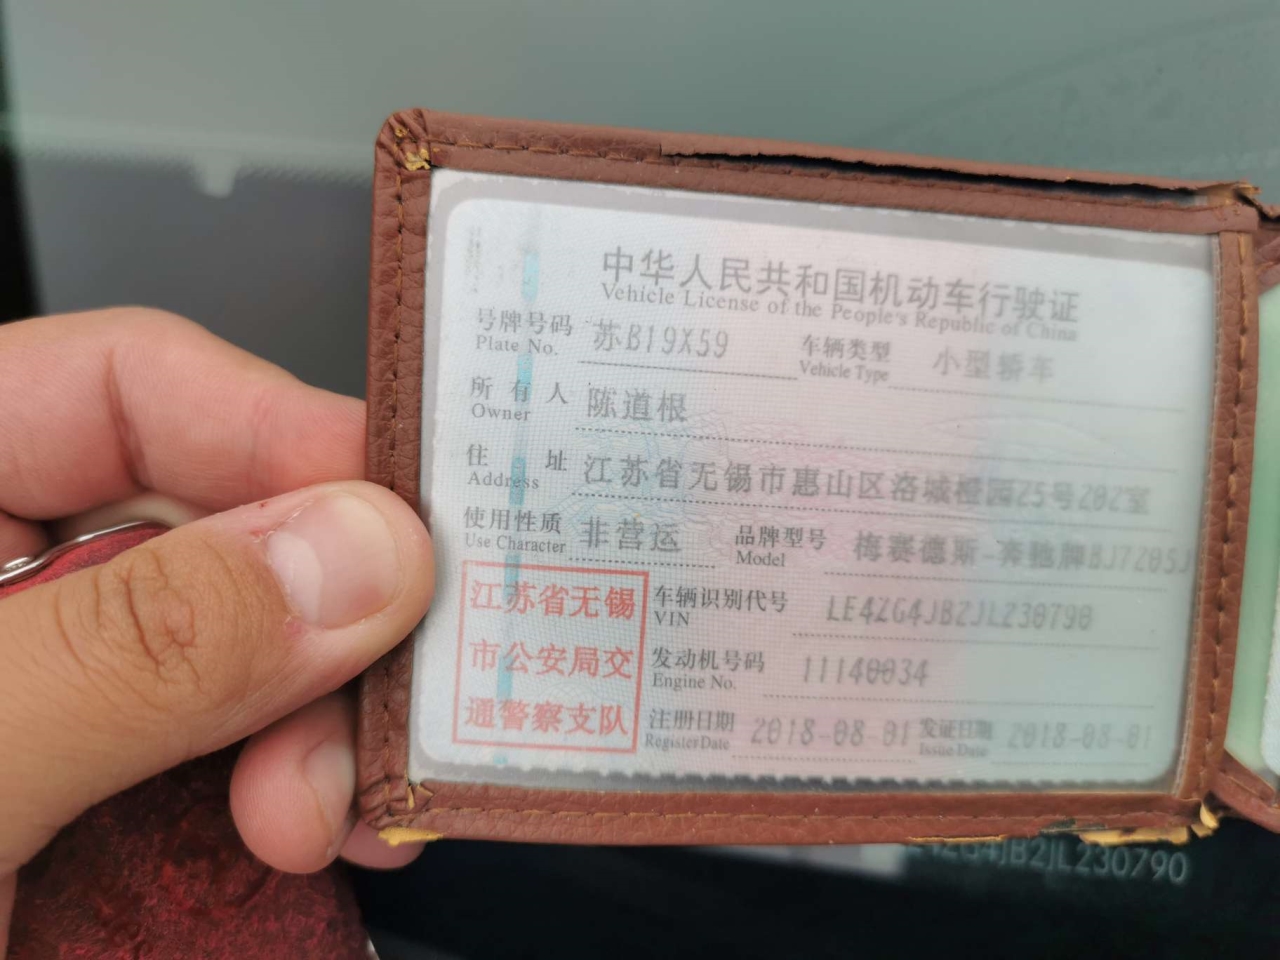 中华人民共和国机动车行驶证
Vehicle License of the People's Republic of China
号牌号码 苏B19X59 车辆类型 小型轿车
Plate No. Vehicle Type
所有人 陈道根
Owner
住址 江苏省无锡市惠山区洛城橙园25号202室
Address
使用性质 非营运 品牌型号 梅赛德斯-奔驰牌BJ7205J
Use Character Model
江苏省无锡
市公安局交
通警察支队
车辆识别代号 LE4ZG4JB2JL230790
VIN
发动机号码 11140034
Engine No.
注册日期 2018-08-01 发证日期 2018-08-01
Register Date Issue Date
4JB2JL230790